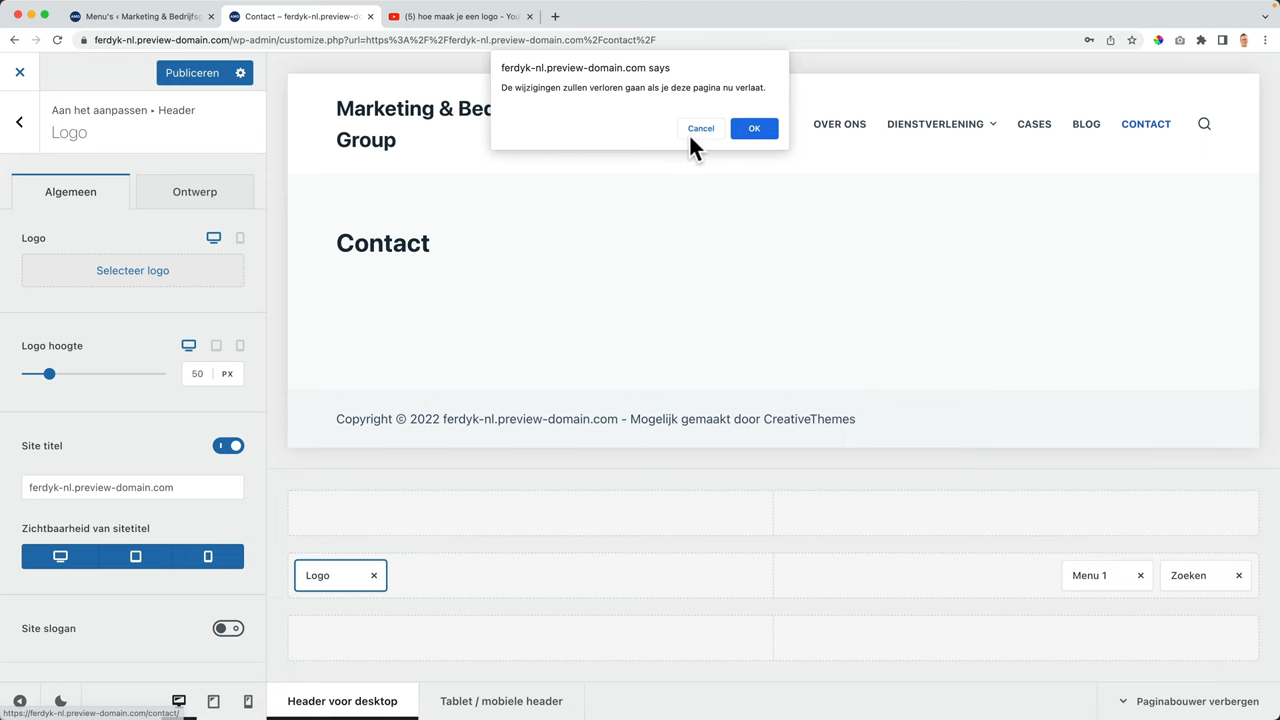 Menu's ‹ Marketing & Bedrijfsg
Contact – ferdyk-nl.preview-do
(5) hoe maak je een logo - You
ferdyk-nl.preview-domain.com/wp-admin/customize.php?url=https%3A%2F%2Fferdyk-nl.preview-domain.com%2Fcontact%2F
Publiceren
Aan het aanpassen • Header
Logo
Algemeen
Ontwerp
Logo
Selecteer logo
Logo hoogte
50 PX
Site titel
ferdyk-nl.preview-domain.com
Zichtbaarheid van sitetitel
Site slogan
https://ferdyk-nl.preview-domain.com/contact/
ferdyk-nl.preview-domain.com says
De wijzigingen zullen verloren gaan als je deze pagina nu verlaat.
Cancel
OK
Marketing & Bed
Group
OVER ONS
DIENSTVERLENING
CASES
BLOG
CONTACT
Contact
Copyright © 2022 ferdyk-nl.preview-domain.com - Mogelijk gemaakt door CreativeThemes
Logo
Menu 1
Zoeken
Header voor desktop
Tablet / mobiele header
Paginabouwer verbergen